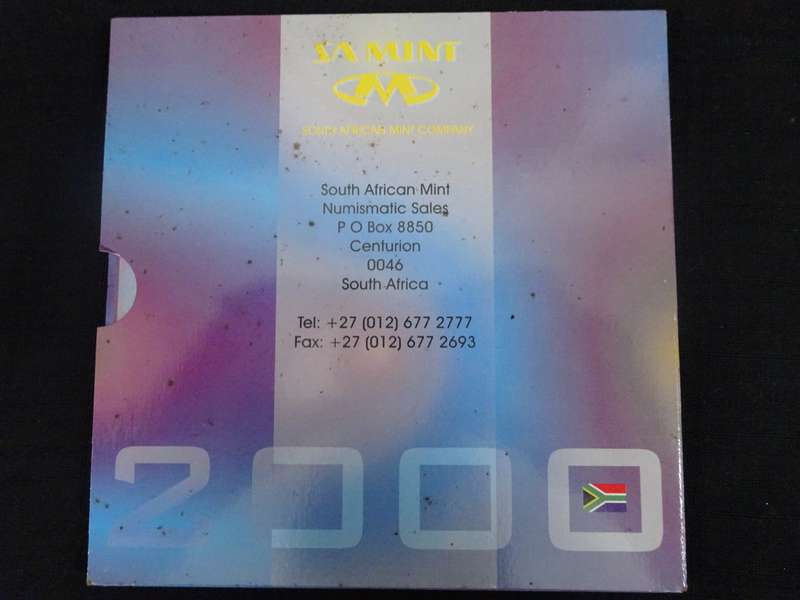 SA MINT
SOUTH AFRICAN MINT COMPANY
South African Mint
Numismatic Sales
P O Box 8850
Centurion
0046
South Africa
Tel: +27 (012) 677 2777
Fax: +27 (012) 677 2693
2000